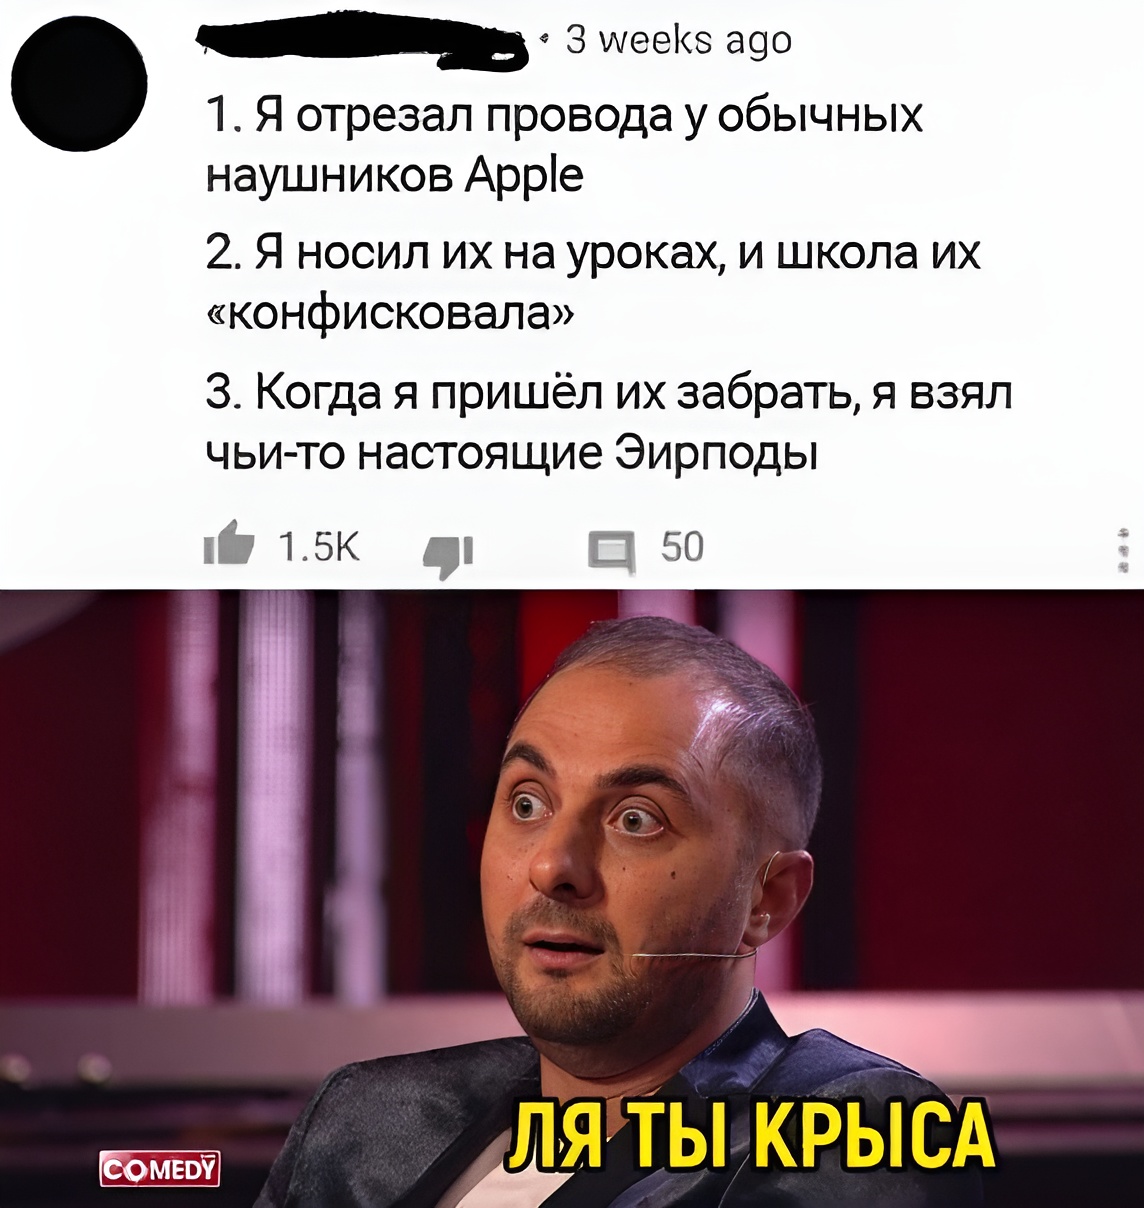 • 3 weeks ago
1. Я отрезал провода у обычных
наушников Apple
2. Я носил их на уроках, и школа их
«конфисковала»
3. Когда я пришёл их забрать, я взял
чьи-то настоящие Эирподы
1.5K 50
ЛЯ ТЫ КРЫСА
COMEDY